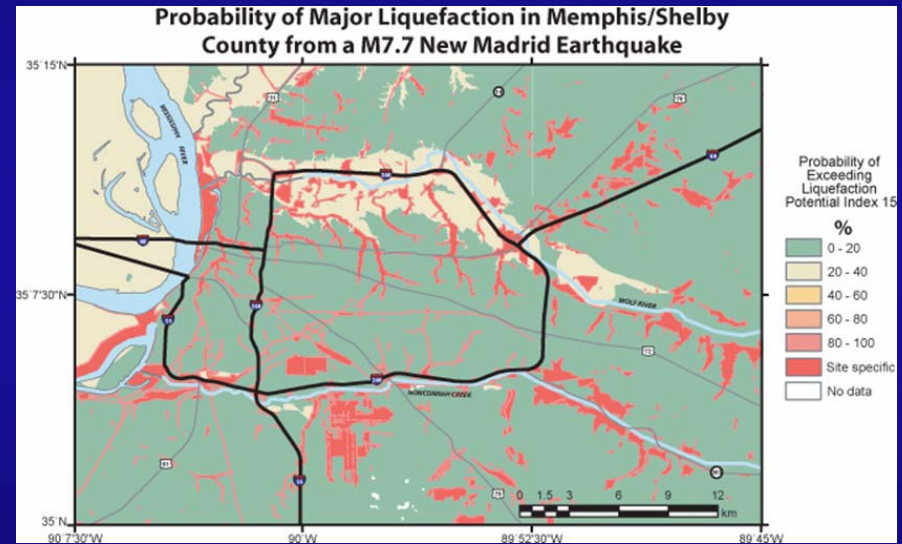 Probability of Major Liquefaction in Memphis/Shelby
County from a M7.7 New Madrid Earthquake
35°15'N
35°7'30"N
35°N
90°7'30"W
90°W
89°52'30"W
89°45'W
MISSISSIPPI RIVER
WOLF RIVER
NONCONNAH CREEK
0 1.5 3 6 9 12
km
Probability of
Exceeding
Liquefaction
Potential Index 15
%
0 - 20
20 - 40
40 - 60
60 - 80
80 - 100
Site specific
No data